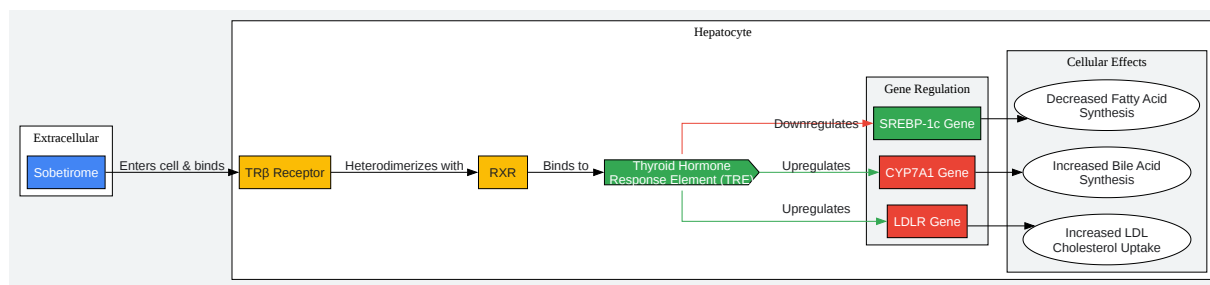 Hepatocyte
Extracellular
Sobetirome
Enters cell & binds
TRβ Receptor
Heterodimerizes with
RXR
Binds to
Thyroid Hormone
Response Element (TRE)
Downregulates
Upregulates
Upregulates
Gene Regulation
SREBP-1c Gene
CYP7A1 Gene
LDLR Gene
Cellular Effects
Decreased Fatty Acid
Synthesis
Increased Bile Acid
Synthesis
Increased LDL
Cholesterol Uptake